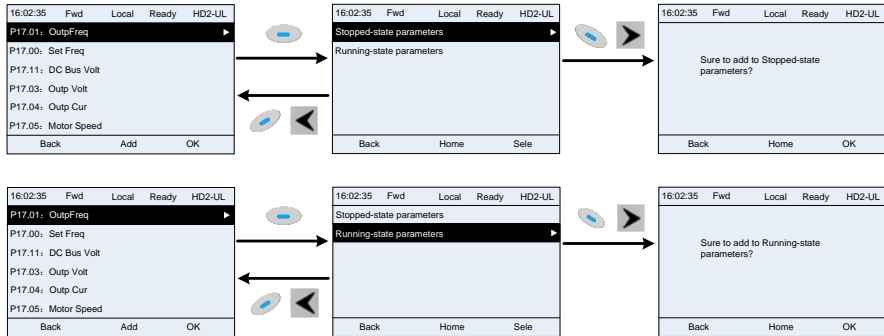 16:02:35 Fwd Local Ready HD2-UL
P17.01: OutpFreq
P17.00: Set Freq
P17.11: DC Bus Volt
P17.03: Outp Volt
P17.04: Outp Cur
P17.05: Motor Speed
Back Add OK
16:02:35 Fwd Local Ready HD2-UL
Stopped-state parameters
Running-state parameters
Back Home Sele
16:02:35 Fwd Local Ready HD2-UL
Sure to add to Stopped-state
parameters?
Back Home OK
16:02:35 Fwd Local Ready HD2-UL
P17.01: OutpFreq
P17.00: Set Freq
P17.11: DC Bus Volt
P17.03: Outp Volt
P17.04: Outp Cur
P17.05: Motor Speed
Back Add OK
16:02:35 Fwd Local Ready HD2-UL
Stopped-state parameters
Running-state parameters
Back Home Sele
16:02:35 Fwd Local Ready HD2-UL
Sure to add to Running-state
parameters?
Back Home OK